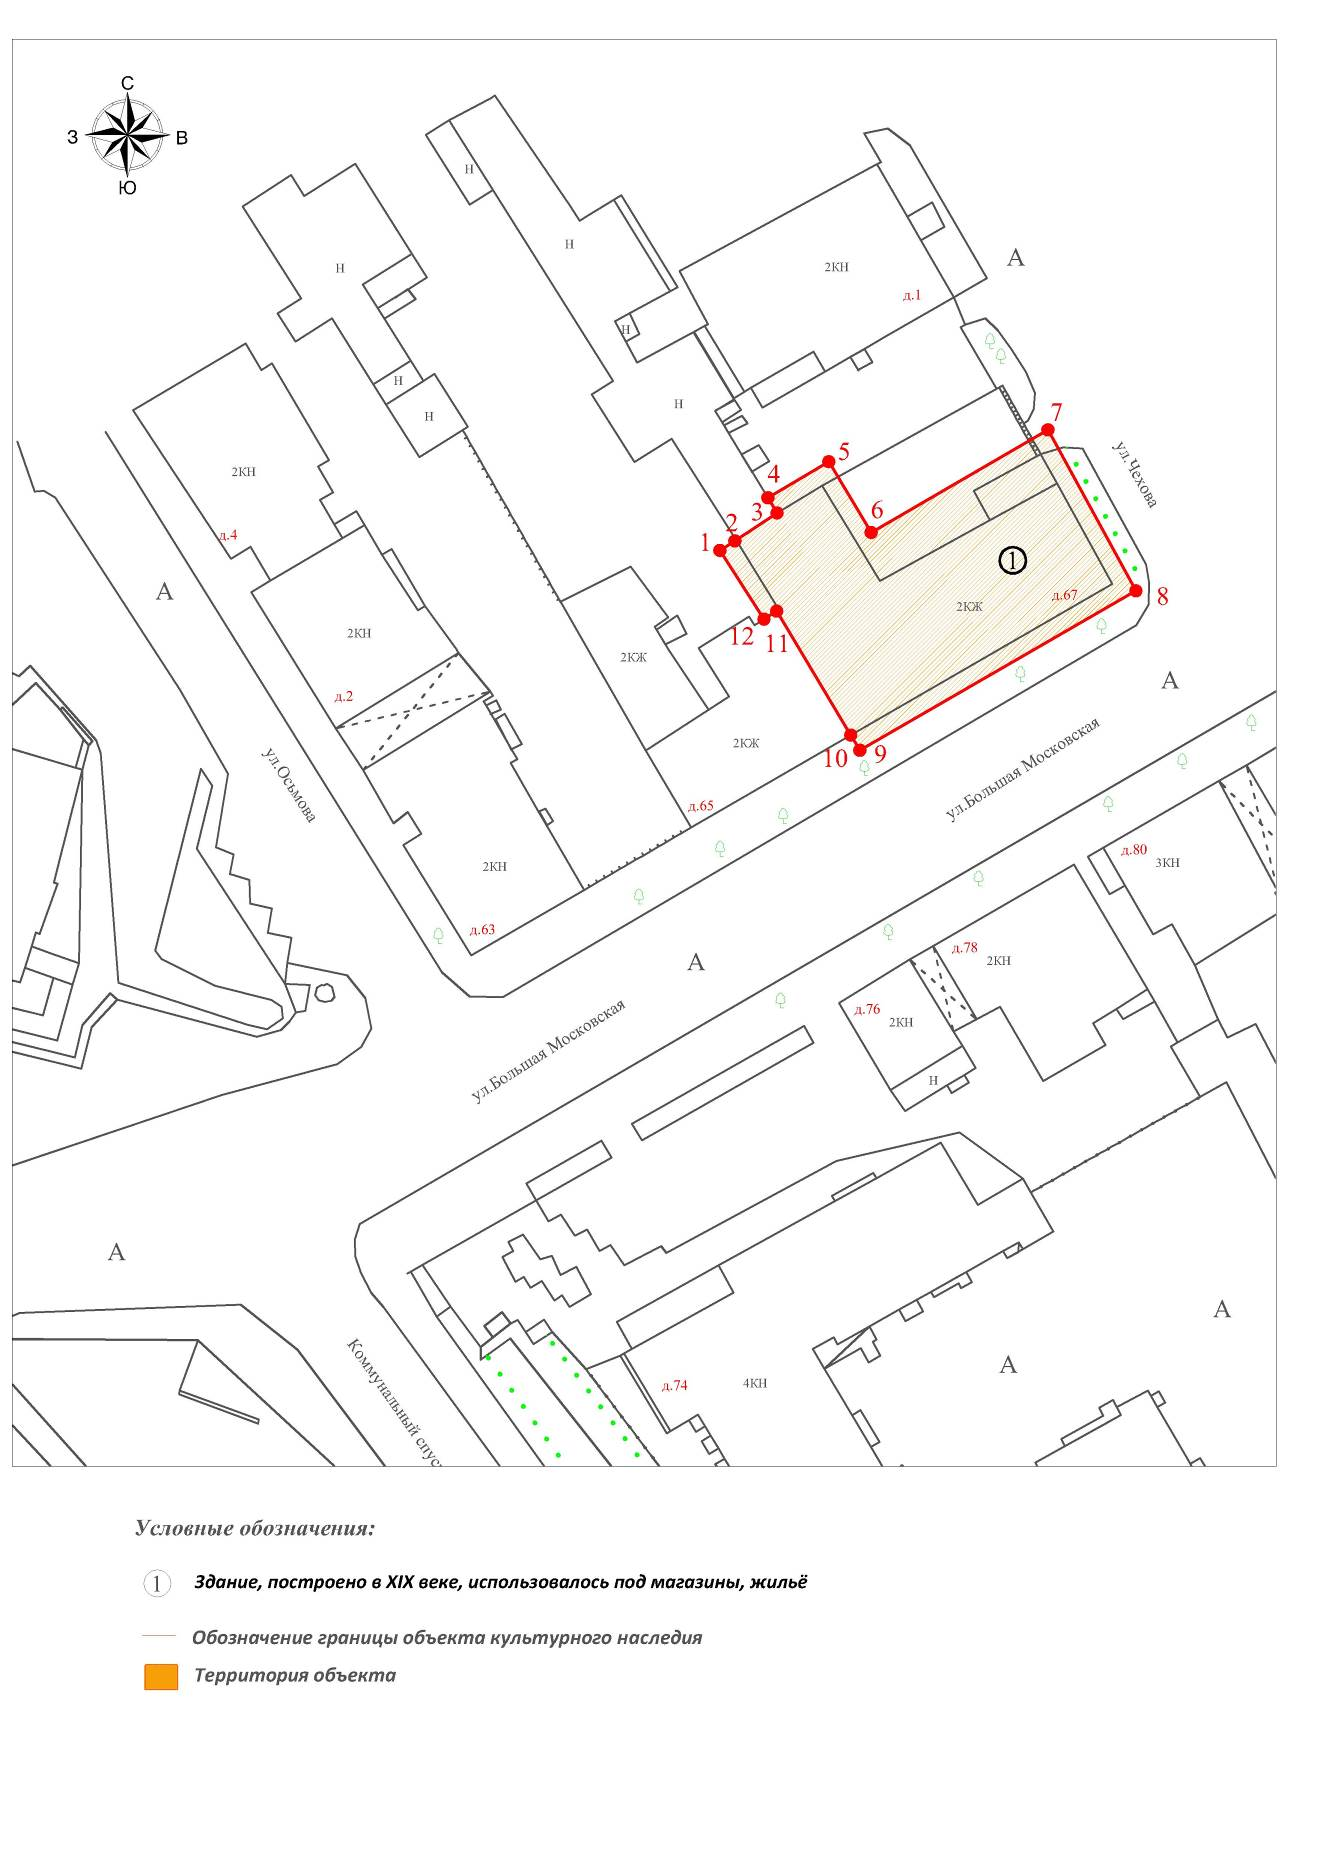 С
З
В
Ю
Н
Н
Н
2КН
д.1
А
Н
Н
Н
Н
2КН
д.4
А
2КН
д.2
ул.Осьмова
2КЖ
2КЖ
д.65
2КН
д.63
1
2
3
4
5
6
7
8
9
10
11
12
1
2КЖ
д.67
ул.Чехова
А
ул.Большая Московская
А
ул.Большая Московская
д.80
3КН
д.78
2КН
д.76
2КН
Н
А
А
А
Коммунальный
д.74
4КН
Условные обозначения:
1 Здание, построено в XIX веке, использовалось под магазины, жильё
Обозначение границы объекта культурного наследия
Территория объекта